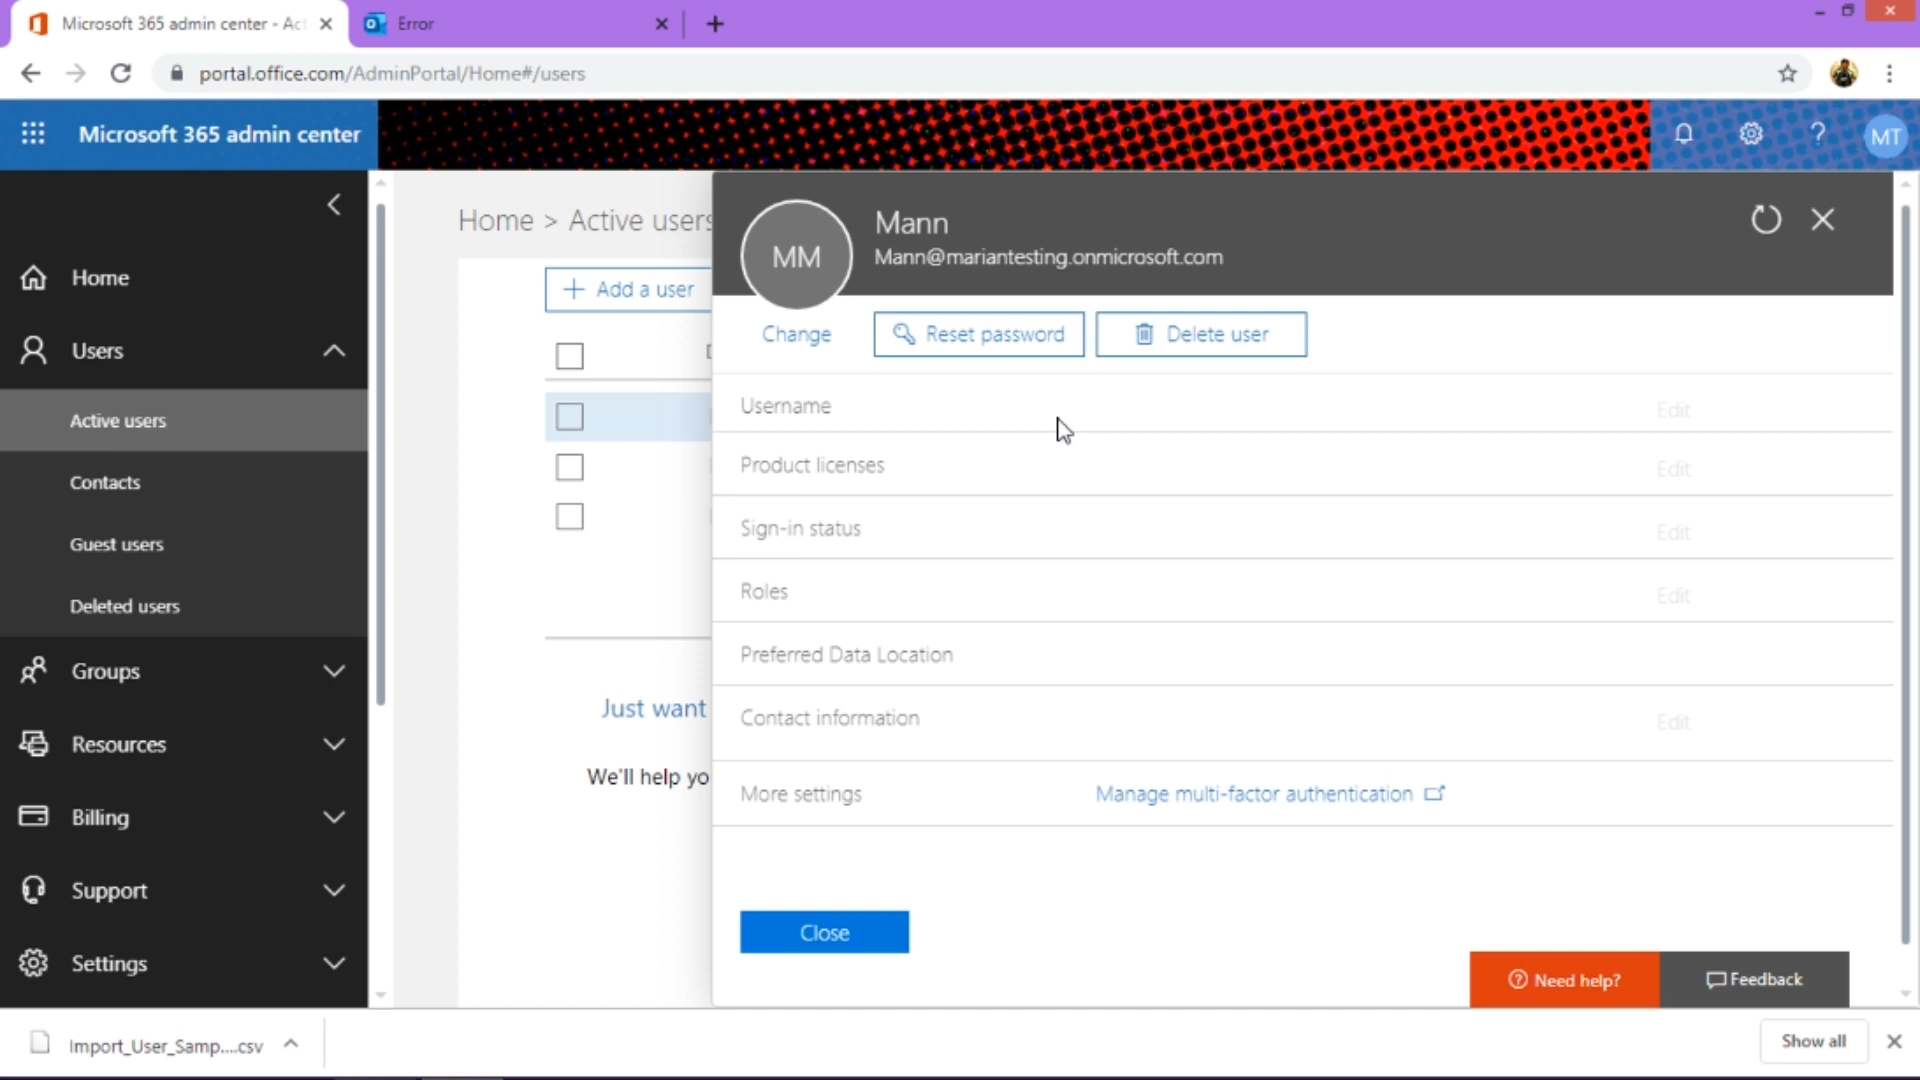 Microsoft 365 admin center - Act
Error
portal.office.com/AdminPortal/Home#/users
Microsoft 365 admin center
MT
Home
Users
Active users
Contacts
Guest users
Deleted users
Groups
Resources
Billing
Support
Settings
Home > Active users
Add a user
Just want
We'll help yo
MM
Mann
Mann@mariantesting.onmicrosoft.com
Change
Reset password
Delete user
Username
Edit
Product licenses
Edit
Sign-in status
Edit
Roles
Edit
Preferred Data Location
Contact information
Edit
More settings
Manage multi-factor authentication
Close
Need help?
Feedback
Import_User_Samp....csv
Show all